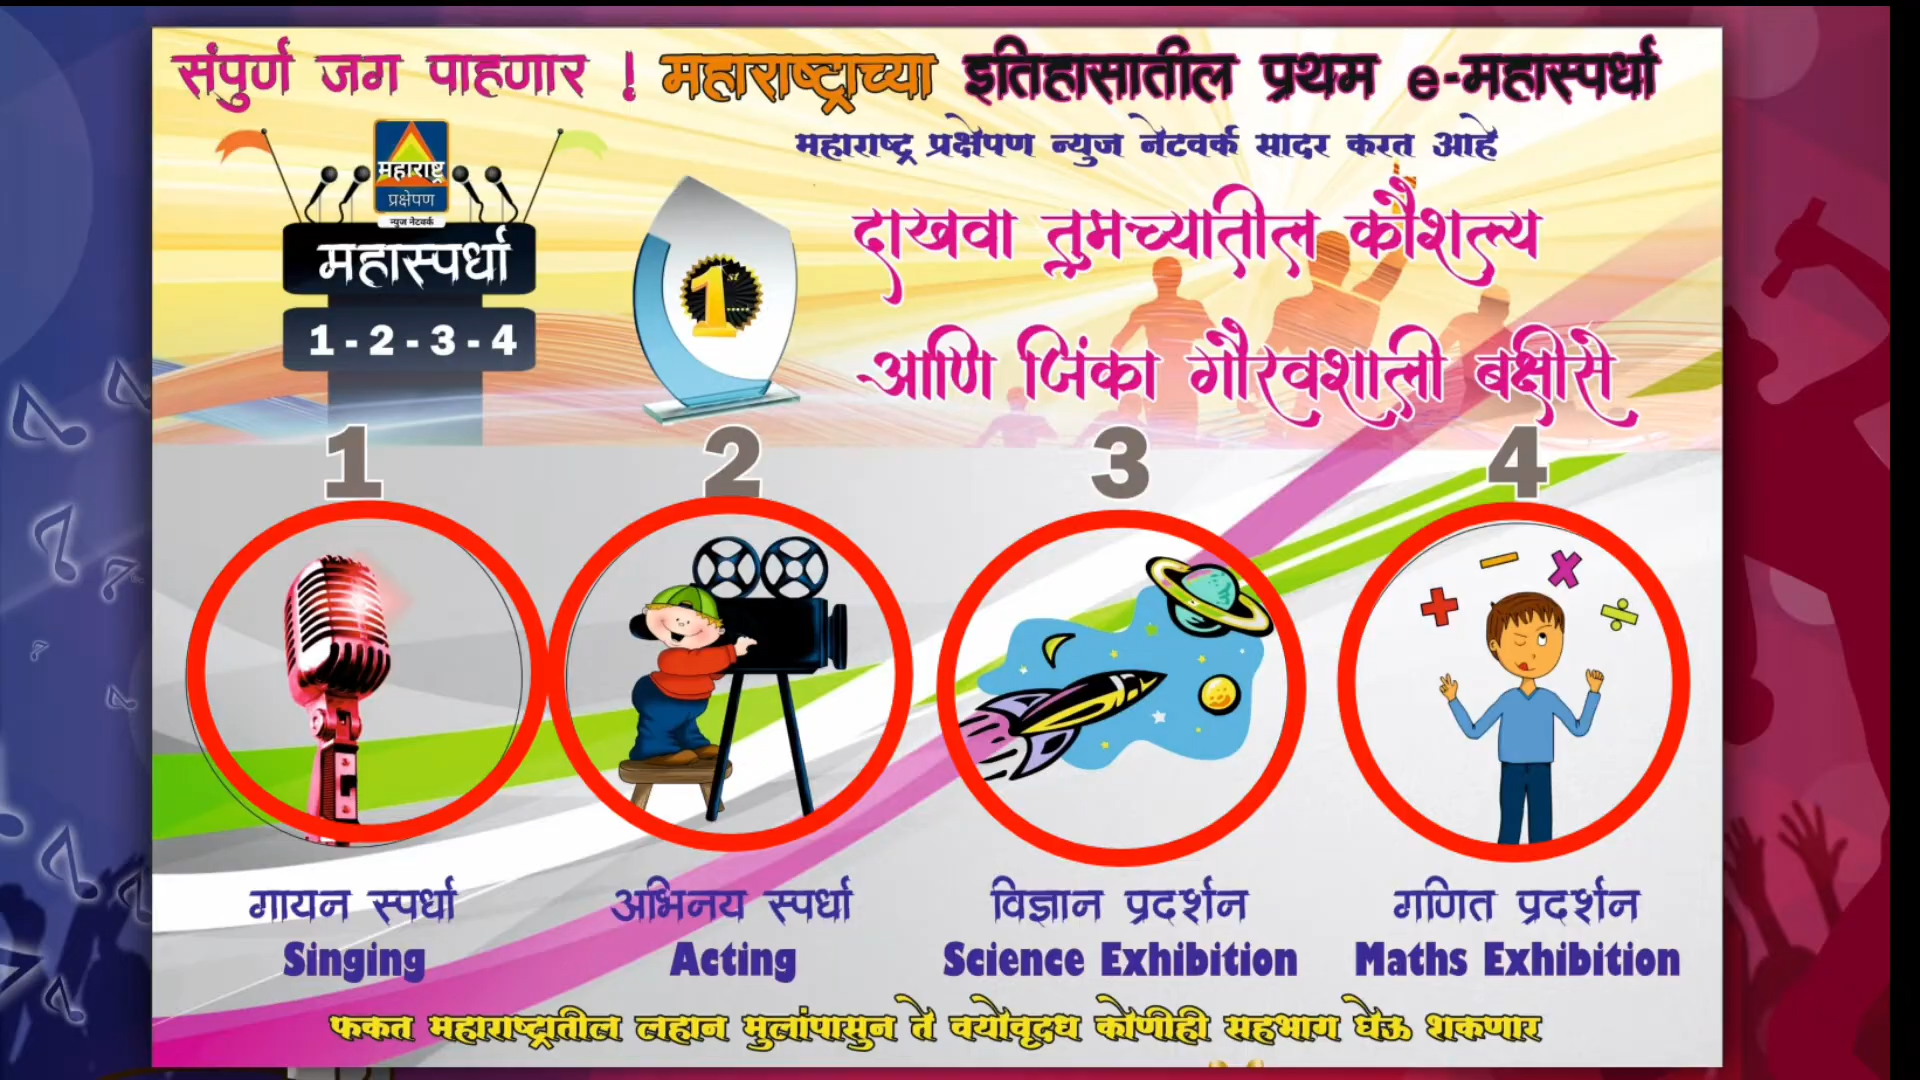 संपुर्ण जग पाहणार ! महाराष्ट्राच्या इतिहासातील प्रथम e-महास्पर्धा
महाराष्ट्र प्रक्षेपण न्युज नेटवर्क सादर करत आहे
महाराष्ट्र
प्रक्षेपण
न्युज नेटवर्क
महास्पर्धा
1 - 2 - 3 - 4
1st
दाखवा तुमच्यातील कौशल्य
आणि जिंका गौरवशाली बक्षीसे
1 2 3 4
गायन स्पर्धा अभिनय स्पर्धा विज्ञान प्रदर्शन गणित प्रदर्शन
Singing Acting Science Exhibition Maths Exhibition
फकत महाराष्ट्रातील लहान मुलांपासुन ते वयोवृदध कोणीही सहभाग घेऊ शकणार